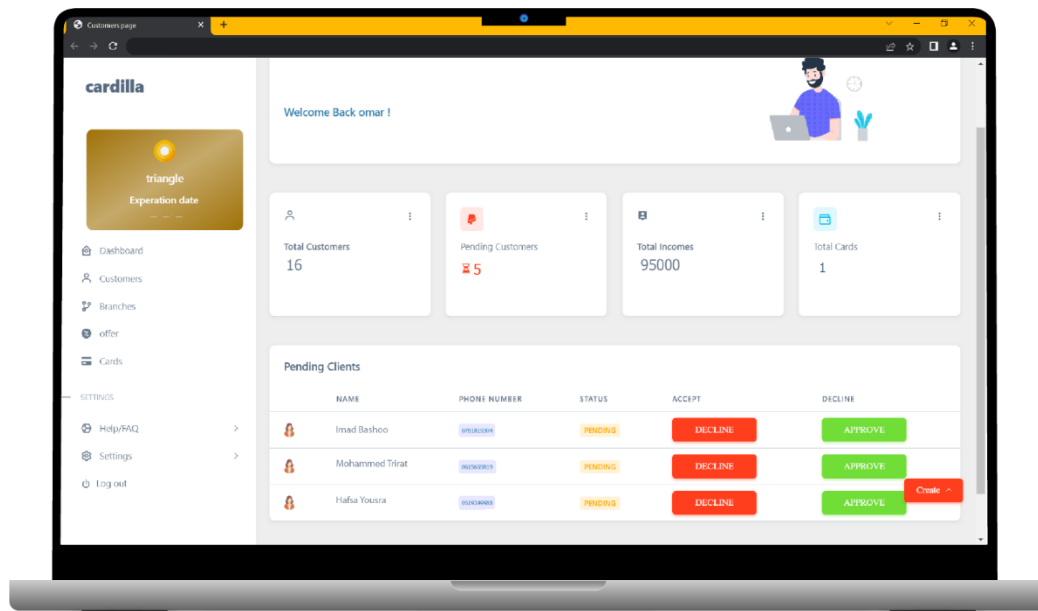 Customers page
cardilla
triangle
Experation date
Dashboard
Customers
Branches
offer
Cards
SETTINGS
Help/FAQ
Settings
Log out
Welcome Back omar !
Total Customers
16
Pending Customers
5
Total Incomes
95000
Total Cards
1
Pending Clients
NAME PHONE NUMBER STATUS ACCEPT DECLINE
Imad Bashoo PENDING DECLINE APPROVE
Mohammed Trirat PENDING DECLINE APPROVE
Hafsa Yousra PENDING DECLINE APPROVE
Create